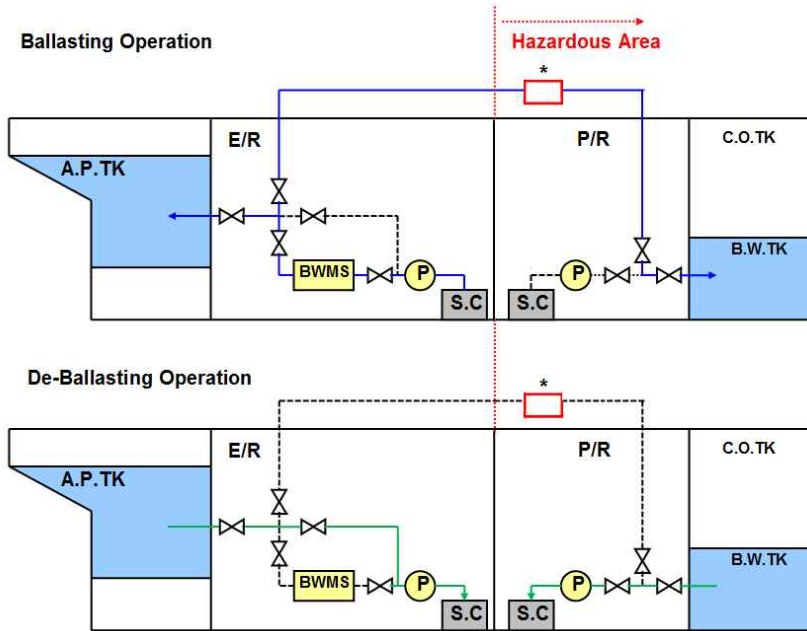 Ballasting Operation
Hazardous Area
*
E/R
P/R
C.O.TK
A.P.TK
B.W.TK
BWMS
P
P
S.C
S.C
De-Ballasting Operation
*
E/R
P/R
C.O.TK
A.P.TK
B.W.TK
BWMS
P
P
S.C
S.C